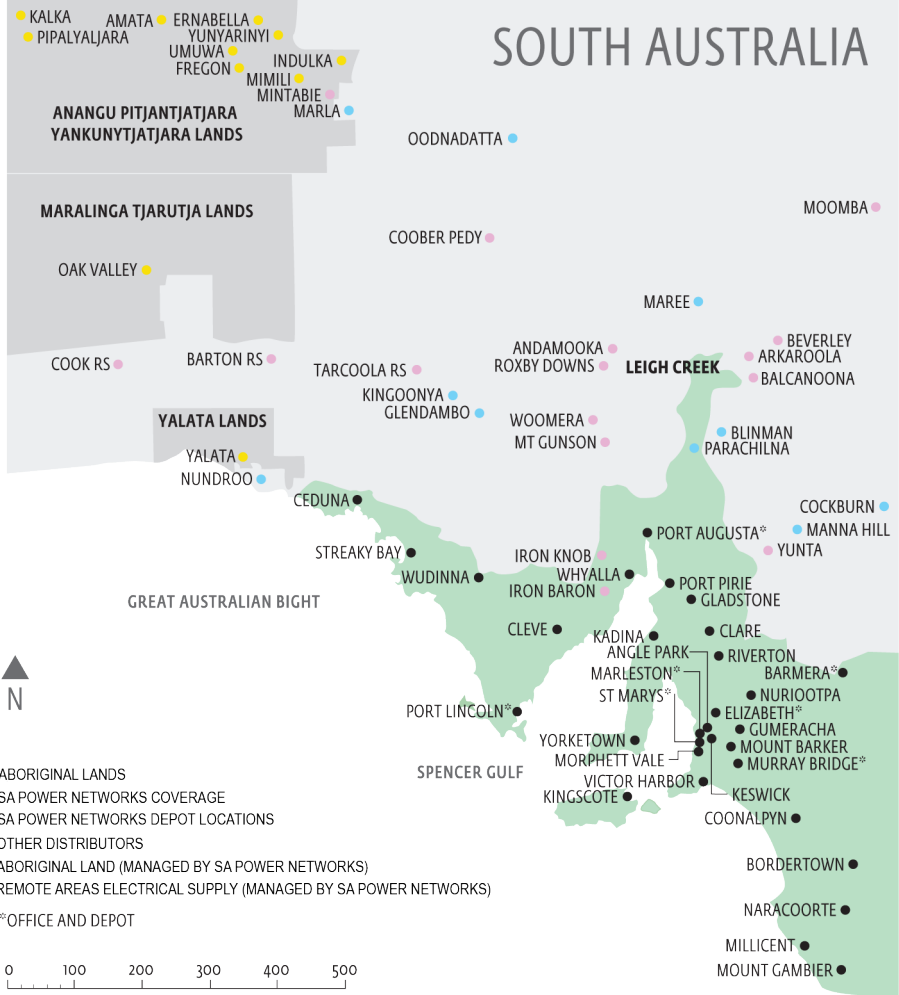 SOUTH AUSTRALIA
KALKA
AMATA
ERNABELLA
PIPALYALJARA
YUNYARINYI
UMUWA
INDULKA
FREGON
MIMILI
MINTABIE
MARLA
ANANGU PITJANTJATJARA
YANKUNYTJATJARA LANDS
OODNADATTA
MARALINGA TJARUTJA LANDS
MOOMBA
COOBER PEDY
OAK VALLEY
MAREE
BEVERLEY
ANDAMOOKA
ARKAROOLA
COOK RS
BARTON RS
TARCOOLA RS
ROXBY DOWNS
LEIGH CREEK
BALCANOONA
KINGOONYA
GLENDAMBO
YALATA LANDS
WOOMERA
BLINMAN
MT GUNSON
PARACHILNA
YALATA
NUNDROO
CEDUNA
COCKBURN
PORT AUGUSTA*
MANNA HILL
STREAKY BAY
IRON KNOB
YUNTA
WUDINNA
WHYALLA
PORT PIRIE
IRON BARON
GLADSTONE
GREAT AUSTRALIAN BIGHT
CLEVE
KADINA
CLARE
ANGLE PARK
RIVERTON
MARLESTON*
BARMERA*
N
ST MARYS*
NURIOOTPA
PORT LINCOLN*
ELIZABETH*
GUMERACHA
YORKETOWN
MOUNT BARKER
MORPHETT VALE
MURRAY BRIDGE*
SPENCER GULF
VICTOR HARBOR
KINGSCOTE
KESWICK
COONALPYN
BORDERTOWN
NARACOORTE
MILLICENT
MOUNT GAMBIER
ABORIGINAL LANDS
SA POWER NETWORKS COVERAGE
SA POWER NETWORKS DEPOT LOCATIONS
OTHER DISTRIBUTORS
ABORIGINAL LAND (MANAGED BY SA POWER NETWORKS)
REMOTE AREAS ELECTRICAL SUPPLY (MANAGED BY SA POWER NETWORKS)
*OFFICE AND DEPOT
0 100 200 300 400 500